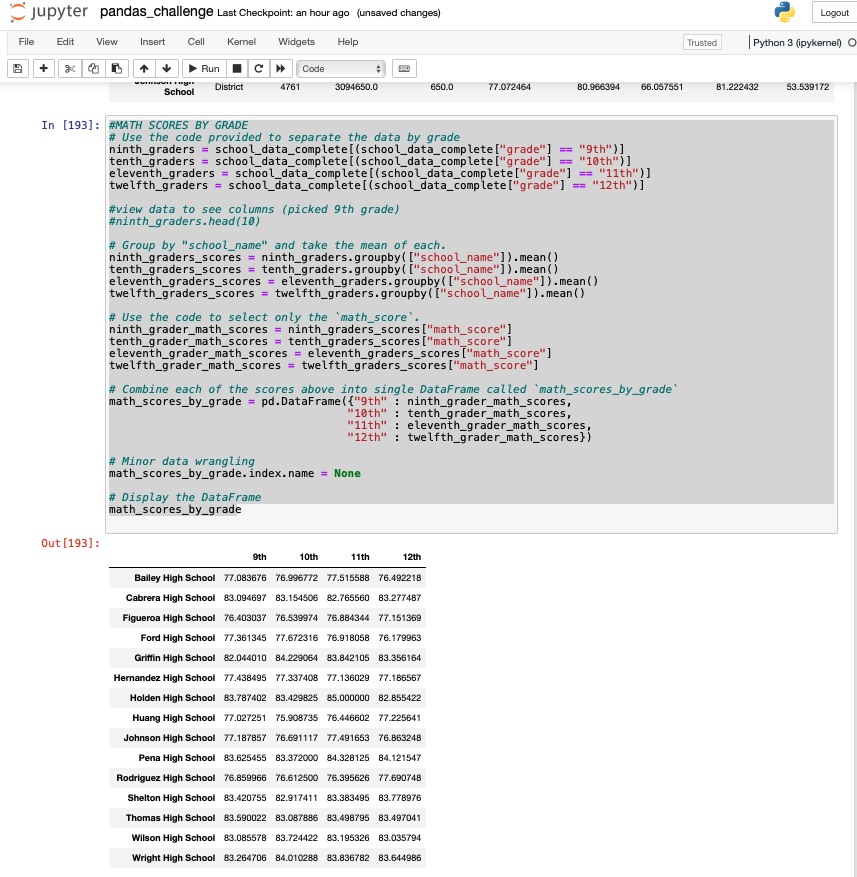 jupyter pandas_challenge Last Checkpoint: an hour ago (unsaved changes) Logout
File Edit View Insert Cell Kernel Widgets Help Trusted Python 3 (ipykernel)
Run Code
Johnson High
School District 4761 3094650.0 650.0 77.072464 80.966394 66.057551 81.222432 53.539172
In [193]: #MATH SCORES BY GRADE
# Use the code provided to separate the data by grade
ninth_graders = school_data_complete[(school_data_complete["grade"] == "9th")]
tenth_graders = school_data_complete[(school_data_complete["grade"] == "10th")]
eleventh_graders = school_data_complete[(school_data_complete["grade"] == "11th")]
twelfth_graders = school_data_complete[(school_data_complete["grade"] == "12th")]
#view data to see columns (picked 9th grade)
#ninth_graders.head(10)
# Group by "school_name" and take the mean of each.
ninth_graders_scores = ninth_graders.groupby(["school_name"]).mean()
tenth_graders_scores = tenth_graders.groupby(["school_name"]).mean()
eleventh_graders_scores = eleventh_graders.groupby(["school_name"]).mean()
twelfth_graders_scores = twelfth_graders.groupby(["school_name"]).mean()
# Use the code to select only the `math_score`.
ninth_grader_math_scores = ninth_graders_scores["math_score"]
tenth_grader_math_scores = tenth_graders_scores["math_score"]
eleventh_grader_math_scores = eleventh_graders_scores["math_score"]
twelfth_grader_math_scores = twelfth_graders_scores["math_score"]
# Combine each of the scores above into single DataFrame called `math_scores_by_grade`
math_scores_by_grade = pd.DataFrame({"9th" : ninth_grader_math_scores,
"10th" : tenth_grader_math_scores,
"11th" : eleventh_grader_math_scores,
"12th" : twelfth_grader_math_scores})
# Minor data wrangling
math_scores_by_grade.index.name = None
# Display the DataFrame
math_scores_by_grade
Out[193]:
9th 10th 11th 12th
Bailey High School 77.083676 76.996772 77.515588 76.492218
Cabrera High School 83.094697 83.154506 82.765560 83.277487
Figueroa High School 76.403037 76.539974 76.884344 77.151369
Ford High School 77.361345 77.672316 76.918058 76.179963
Griffin High School 82.044010 84.229064 83.842105 83.356164
Hernandez High School 77.438495 77.337408 77.136029 77.186567
Holden High School 83.787402 83.429825 85.000000 82.855422
Huang High School 77.027251 75.908735 76.446602 77.225641
Johnson High School 77.187857 76.691117 77.491653 76.863248
Pena High School 83.625455 83.372000 84.328125 84.121547
Rodriguez High School 76.859966 76.612500 76.395626 77.690748
Shelton High School 83.420755 82.917411 83.383495 83.778976
Thomas High School 83.590022 83.087886 83.498795 83.497041
Wilson High School 83.085578 83.724422 83.195326 83.035794
Wright High School 83.264706 84.010288 83.836782 83.644986